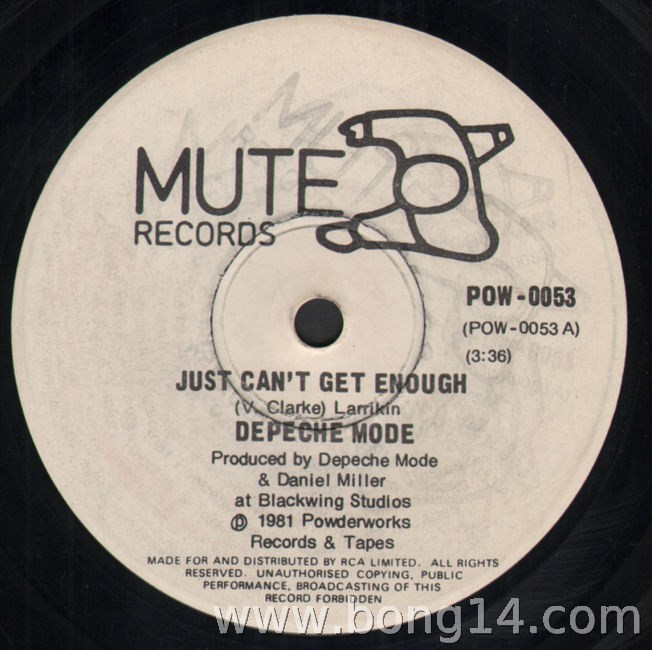 MUTE
RECORDS
POW-0053
(POW-0053 A)
(3:36)
JUST CAN'T GET ENOUGH
(V. Clarke) Larrikin
DEPECHE MODE
Produced by Depeche Mode
& Daniel Miller
at Blackwing Studios
℗ 1981 Powderworks
Records & Tapes
MADE FOR AND DISTRIBUTED BY RCA LIMITED. ALL RIGHTS
RESERVED. UNAUTHORISED COPYING, PUBLIC
PERFORMANCE, BROADCASTING OF THIS
RECORD FORBIDDEN
www.bong14.com